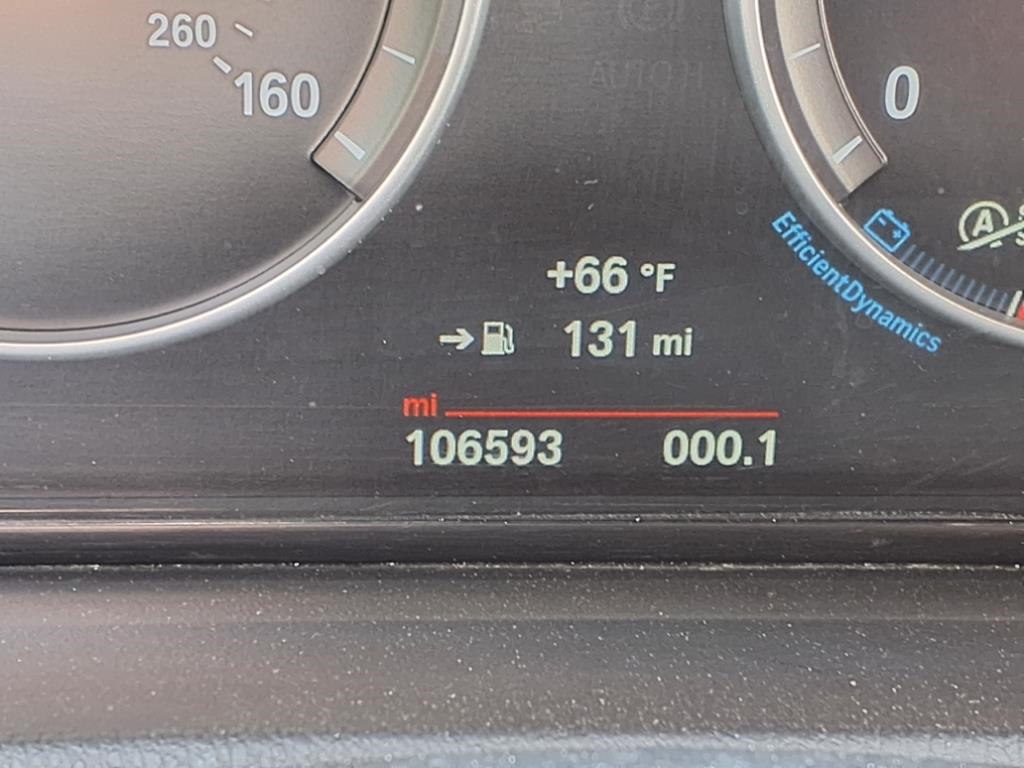 260
160
0
A
EfficientDynamics
+66 °F
131 mi
mi
106593 000.1